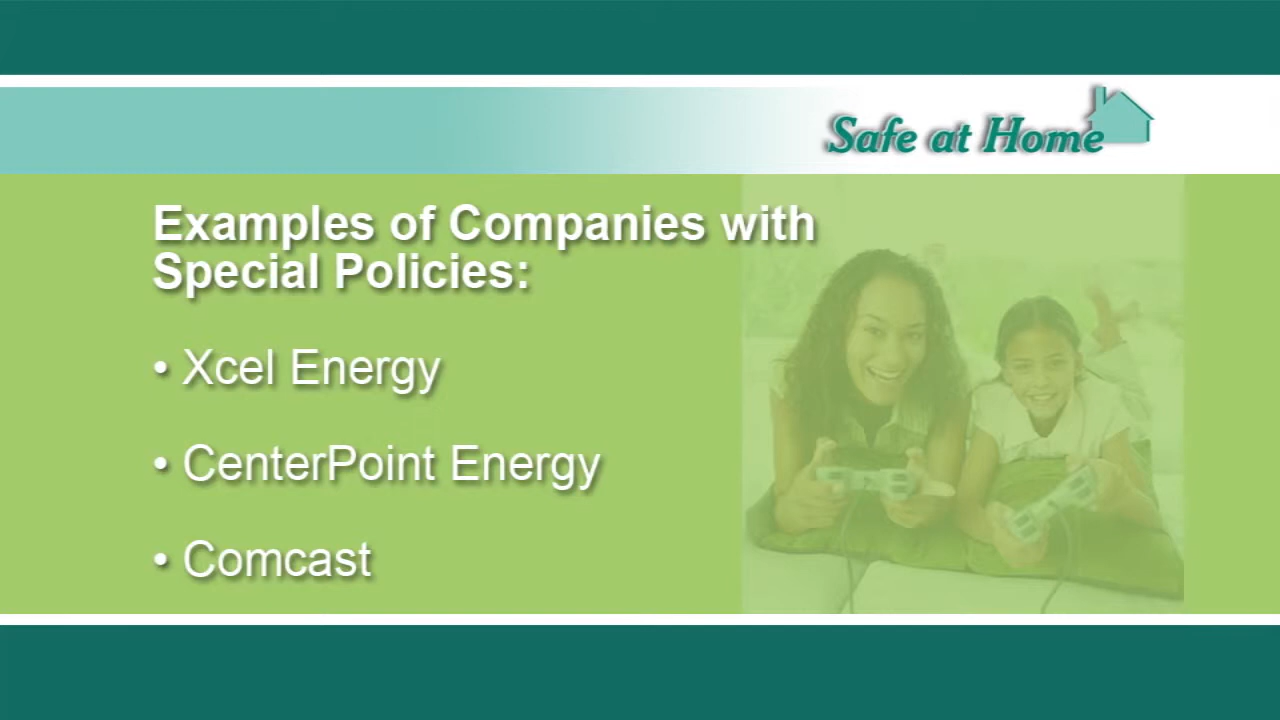 Safe at Home
Examples of Companies with
Special Policies:
• Xcel Energy
• CenterPoint Energy
• Comcast